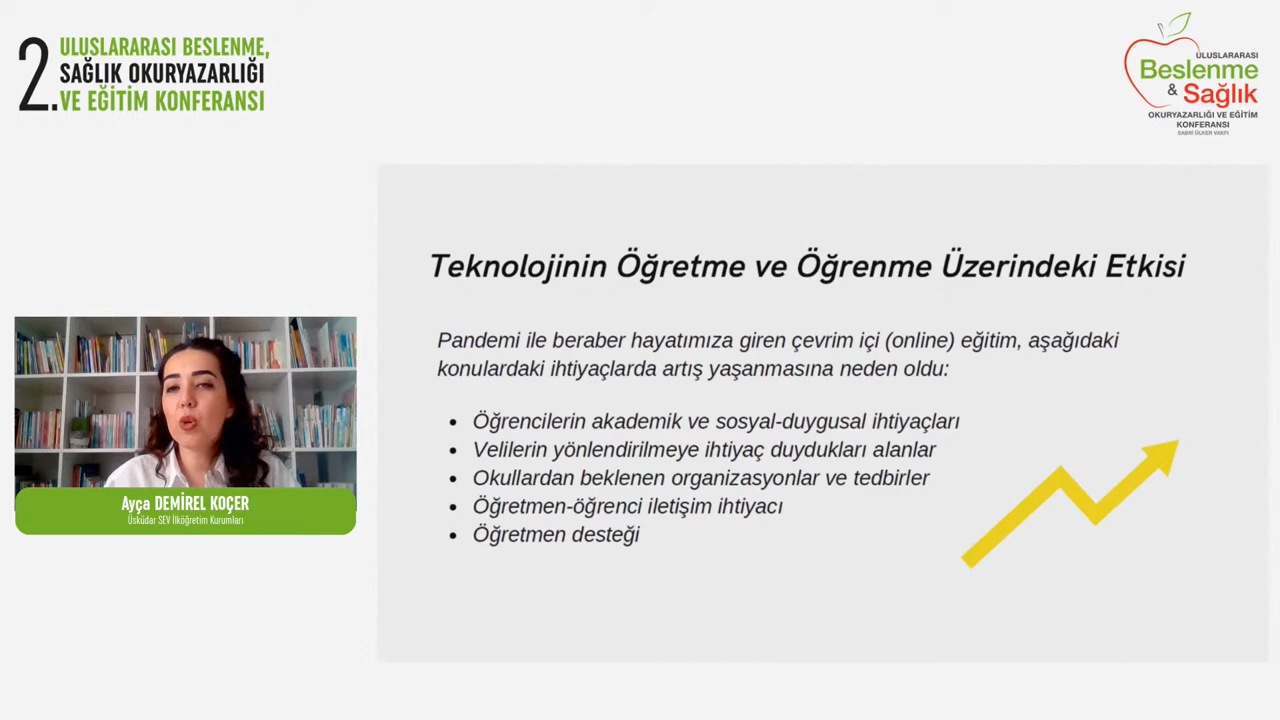 2.
ULUSLARARASI BESLENME,
SAĞLIK OKURYAZARLIĞI
VE EĞİTİM KONFERANSI
ULUSLARARASI
Beslenme
& Sağlık
OKURYAZARLIĞI VE EĞİTİM
KONFERANSI
SABRİ ÜLKER VAKFI
Teknolojinin Öğretme ve Öğrenme Üzerindeki Etkisi
Pandemi ile beraber hayatımıza giren çevrim içi (online) eğitim, aşağıdaki
konulardaki ihtiyaçlarda artış yaşanmasına neden oldu:
• Öğrencilerin akademik ve sosyal-duygusal ihtiyaçları
• Velilerin yönlendirilmeye ihtiyaç duydukları alanlar
• Okullardan beklenen organizasyonlar ve tedbirler
• Öğretmen-öğrenci iletişim ihtiyacı
• Öğretmen desteği
Ayça DEMİREL KOÇER
Üsküdar SEV İlköğretim Kurumları